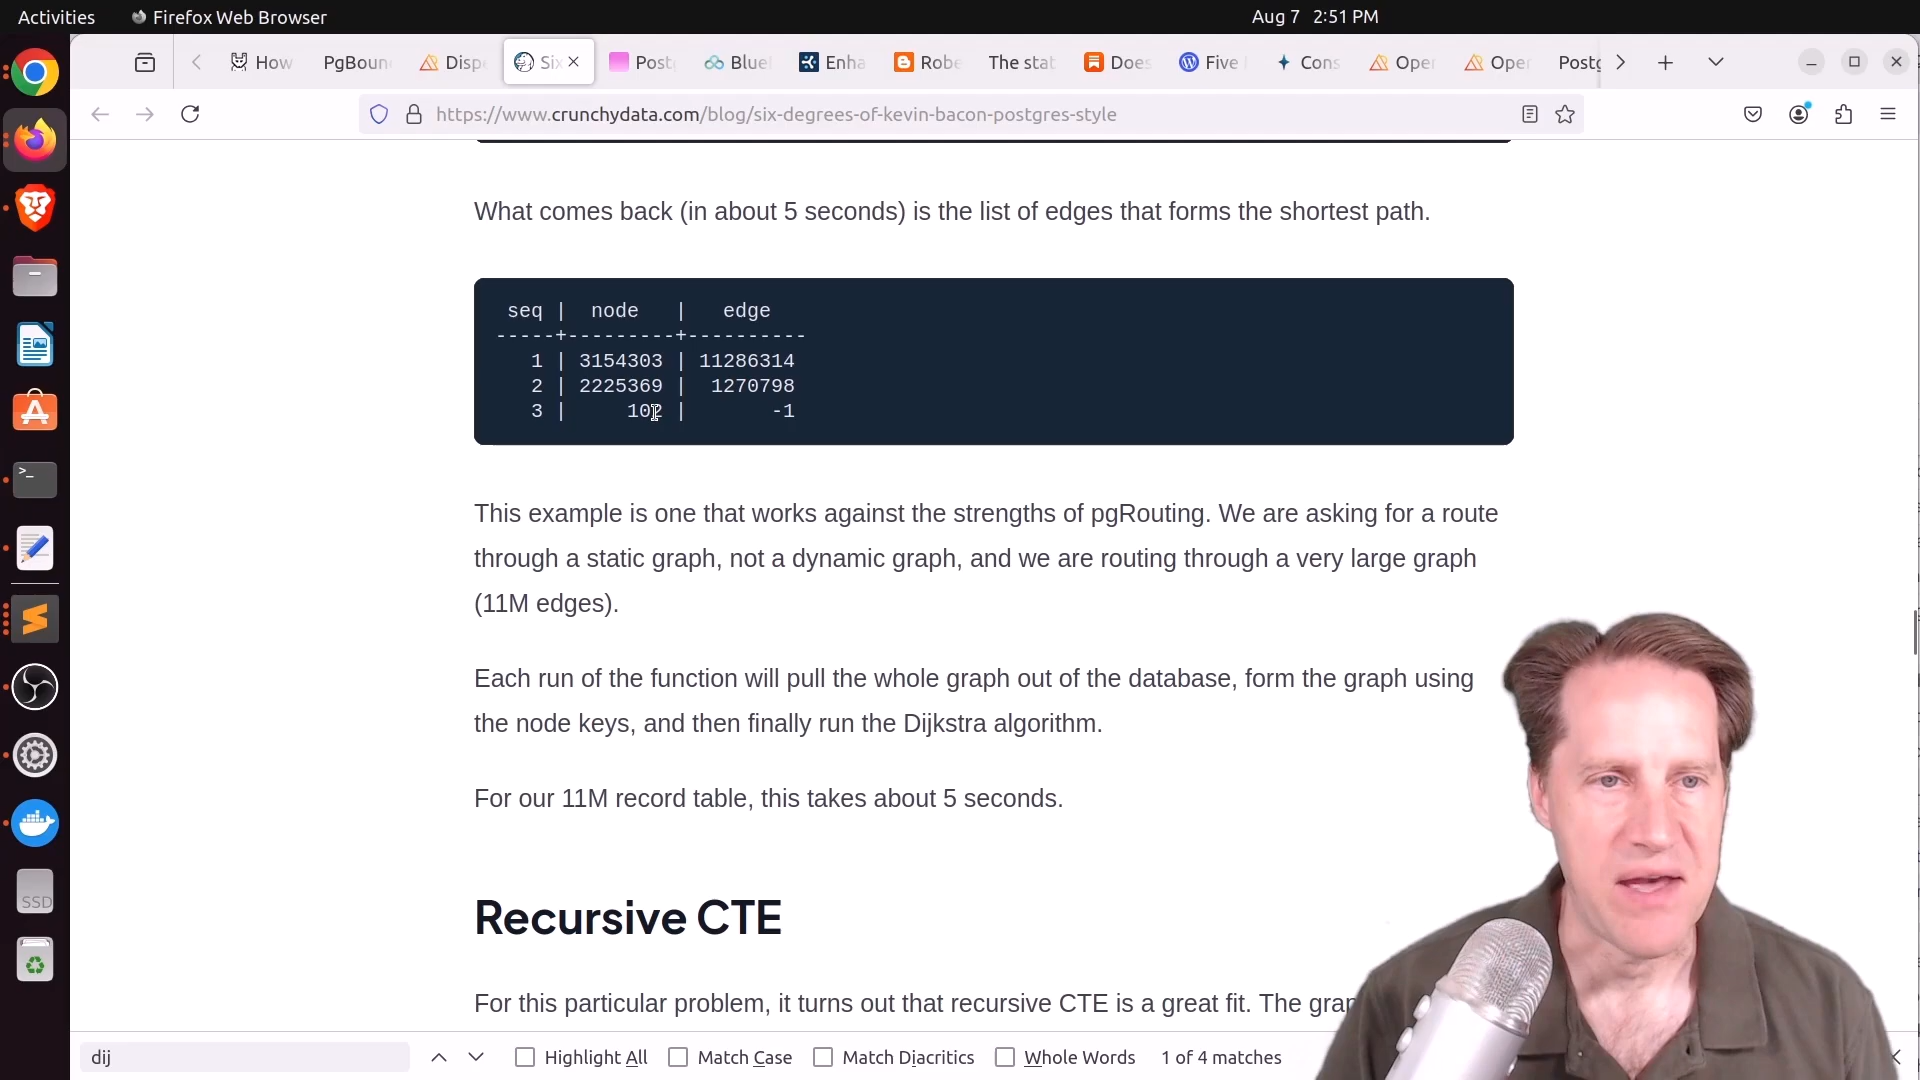 Activities Firefox Web Browser Aug 7 2:51 PM
How PgBoun Disp Six Post Bluel Enha Robe The stat Does Five Cons Oper Oper Postg
https://www.crunchydata.com/blog/six-degrees-of-kevin-bacon-postgres-style
What comes back (in about 5 seconds) is the list of edges that forms the shortest path.
seq | node | edge
-----+---------+----------
1 | 3154303 | 11286314
2 | 2225369 | 1270798
3 | 102 | -1
This example is one that works against the strengths of pgRouting. We are asking for a route
through a static graph, not a dynamic graph, and we are routing through a very large graph
(11M edges).
Each run of the function will pull the whole graph out of the database, form the graph using
the node keys, and then finally run the Dijkstra algorithm.
For our 11M record table, this takes about 5 seconds.
Recursive CTE
For this particular problem, it turns out that recursive CTE is a great fit. The grap
SSD
dij Highlight All Match Case Match Diacritics Whole Words 1 of 4 matches